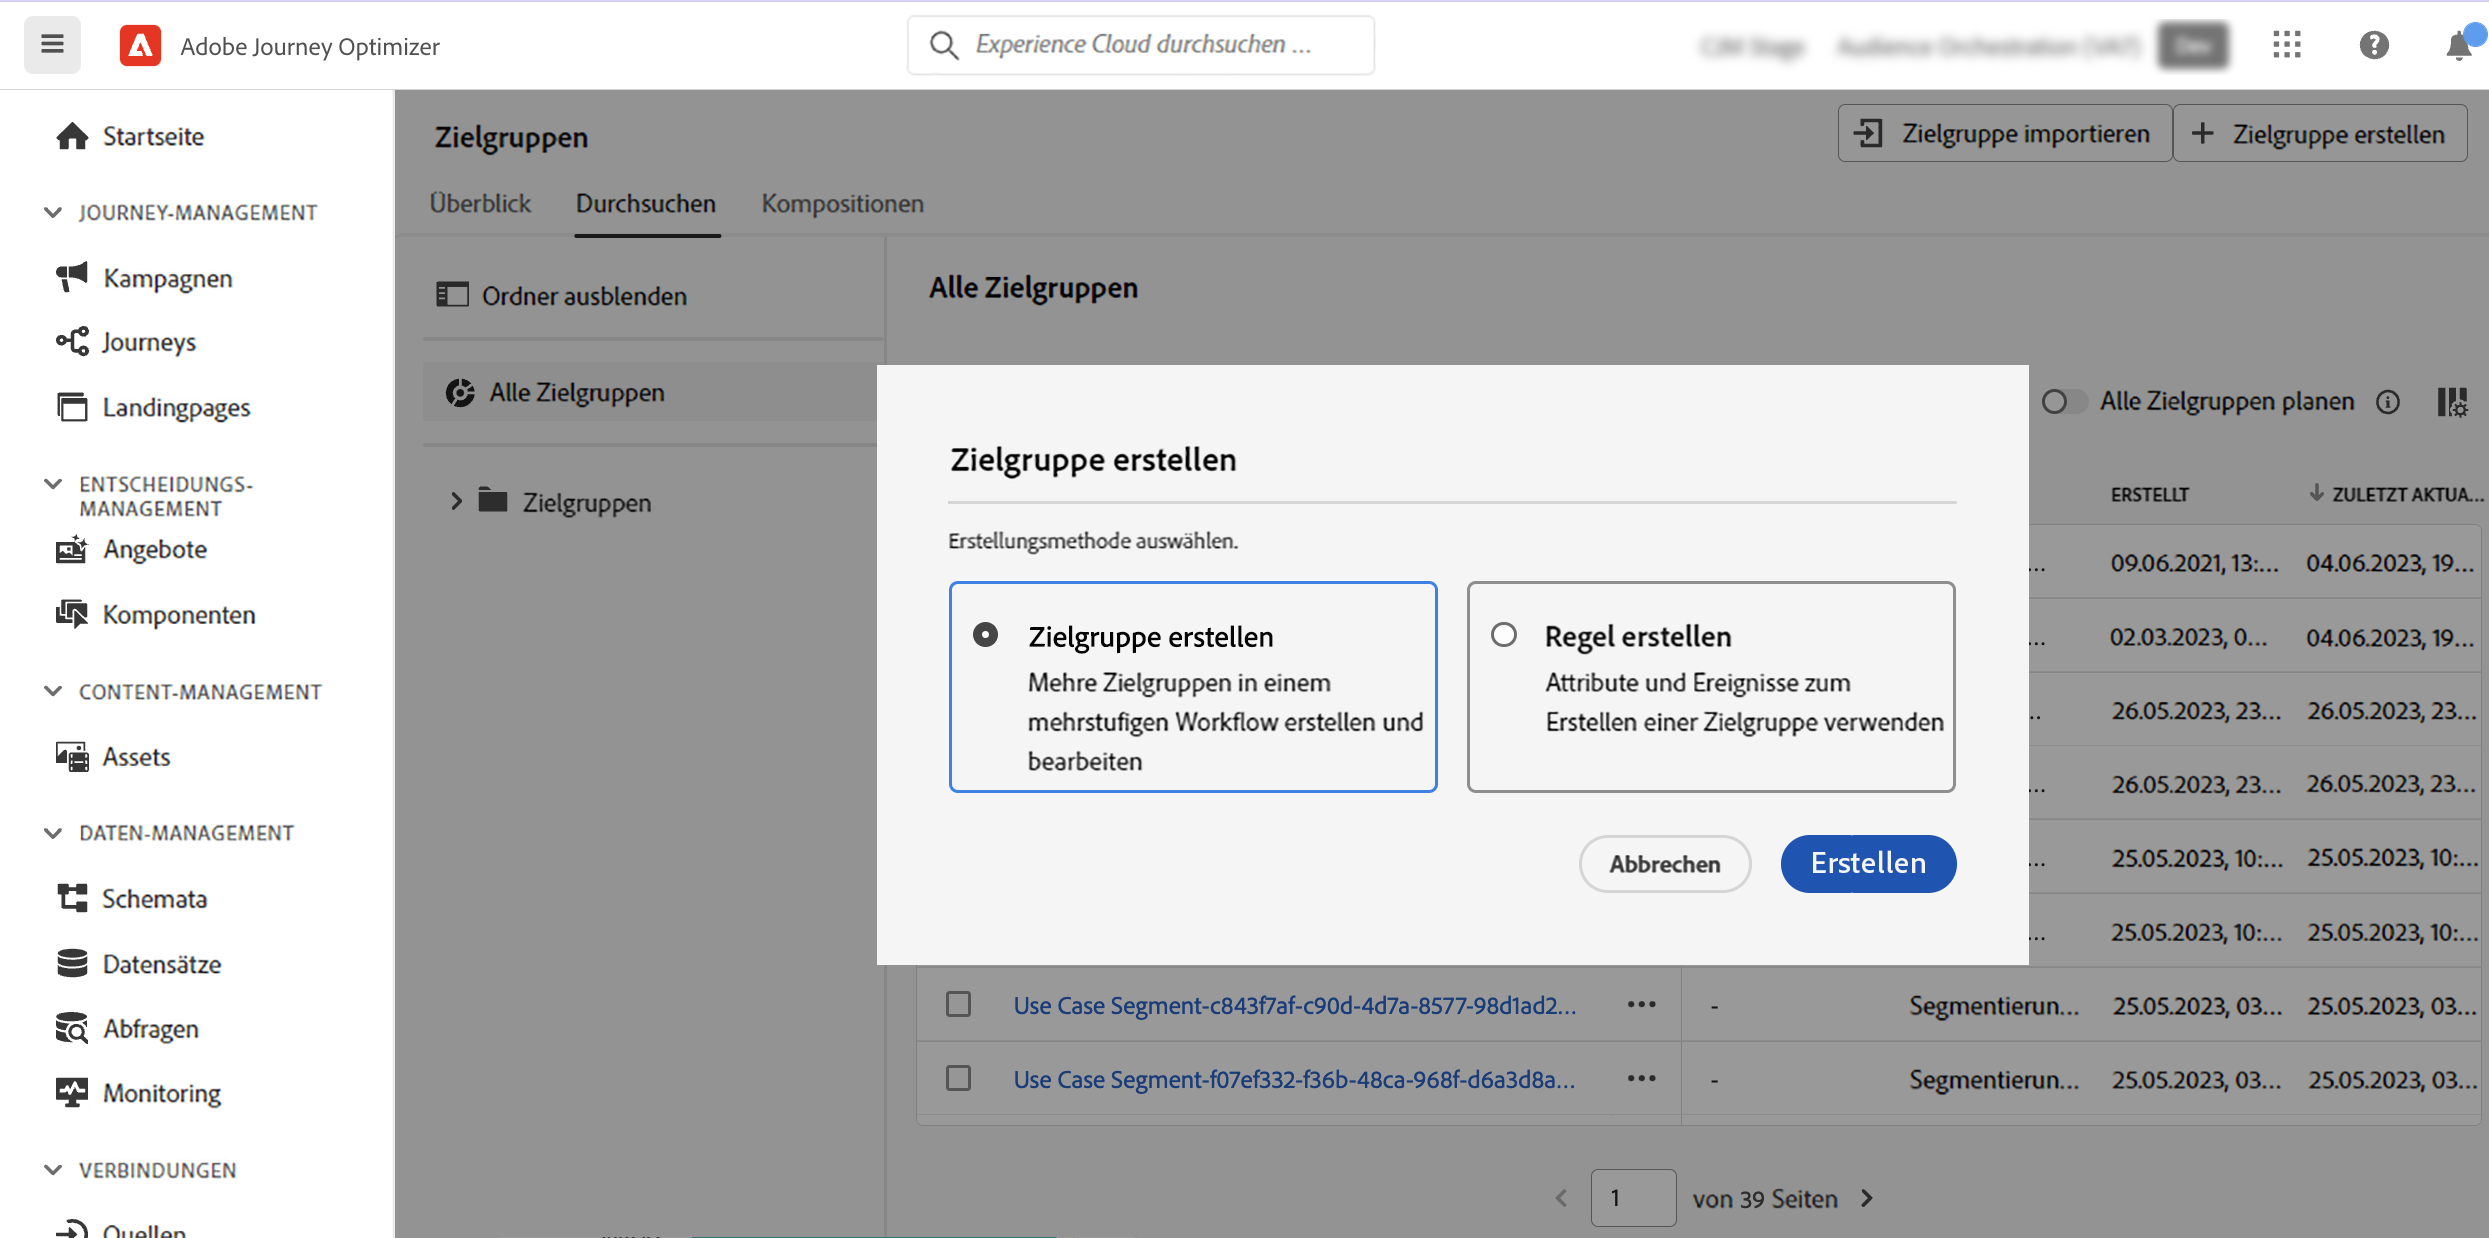 Adobe Journey Optimizer
Experience Cloud durchsuchen ...
Startseite
JOURNEY-MANAGEMENT
Kampagnen
Journeys
Landingpages
ENTSCHEIDUNGS-
MANAGEMENT
Angebote
Komponenten
CONTENT-MANAGEMENT
Assets
DATEN-MANAGEMENT
Schemata
Datensätze
Abfragen
Monitoring
VERBINDUNGEN
Quellen
Zielgruppen
Zielgruppe importieren
Zielgruppe erstellen
Überblick
Durchsuchen
Kompositionen
Ordner ausblenden
Alle Zielgruppen
Zielgruppen
Alle Zielgruppen
Alle Zielgruppen planen
ERSTELLT
ZULETZT AKTUA...
09.06.2021, 13:... 04.06.2023, 19...
02.03.2023, 0... 04.06.2023, 19...
26.05.2023, 23... 26.05.2023, 23...
26.05.2023, 23... 26.05.2023, 23...
25.05.2023, 10:... 25.05.2023, 10:...
25.05.2023, 10:... 25.05.2023, 10:...
Zielgruppe erstellen
Erstellungsmethode auswählen.
Zielgruppe erstellen
Mehre Zielgruppen in einem
mehrstufigen Workflow erstellen und
bearbeiten
Regel erstellen
Attribute und Ereignisse zum
Erstellen einer Zielgruppe verwenden
Abbrechen
Erstellen
Use Case Segment-c843f7af-c90d-4d7a-8577-98d1ad2... ... - Segmentierun... 25.05.2023, 03... 25.05.2023, 03...
Use Case Segment-f07ef332-f36b-48ca-968f-d6a3d8a... ... - Segmentierun... 25.05.2023, 03... 25.05.2023, 03...
1 von 39 Seiten